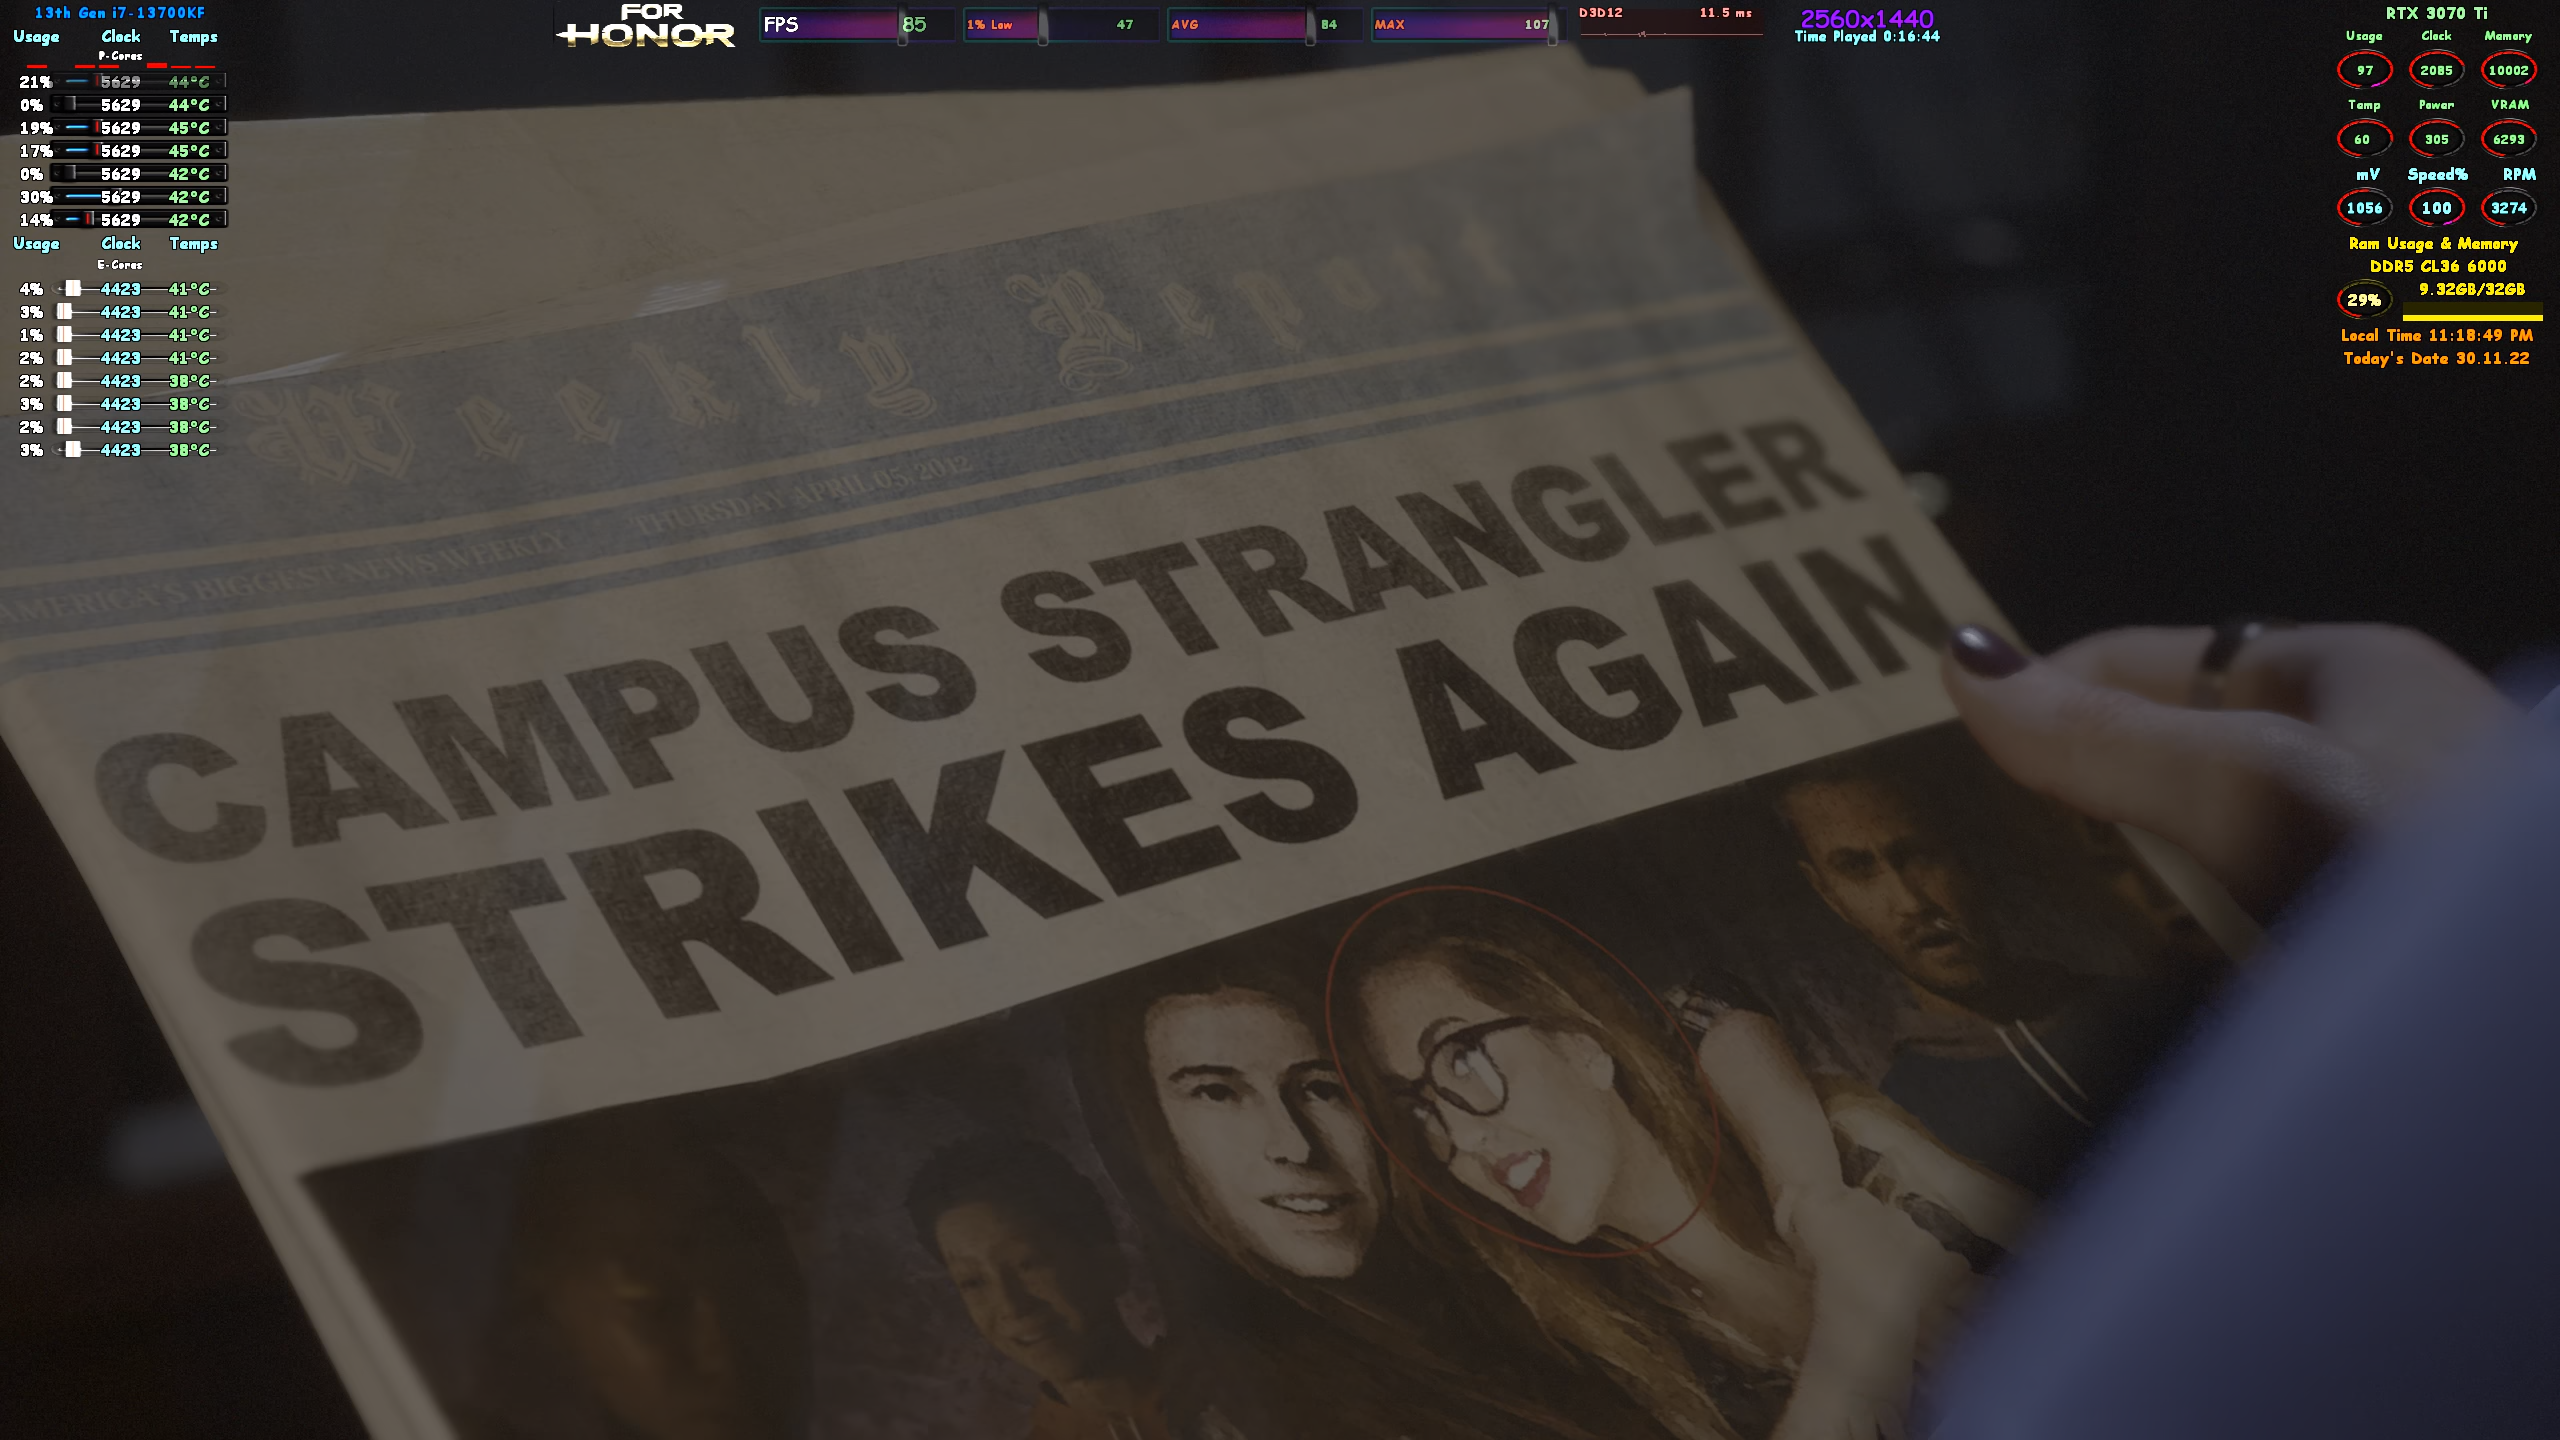 13th Gen i7-13700KF
Usage Clock Temps
P-Cores
21% 5629 44°C
0% 5629 44°C
19% 5629 45°C
17% 5629 45°C
0% 5629 42°C
30% 5629 42°C
14% 5629 42°C
Usage Clock Temps
E-Cores
4% 4423 41°C
3% 4423 41°C
1% 4423 41°C
2% 4423 41°C
2% 4423 38°C
3% 4423 38°C
2% 4423 38°C
3% 4423 38°C
FOR
HONOR
FPS 85
1% Low 47
AVG 84
MAX 107
D3D12 11.5 ms
2560x1440
Time Played 0:16:44
RTX 3070 Ti
Usage Clock Memory
97 2085 10002
Temp Power VRAM
60 305 6293
mV Speed% RPM
1056 100 3274
Ram Usage & Memory
DDR5 CL36 6000
29% 9.32GB/32GB
Local Time 11:18:49 PM
Today's Date 30.11.22
Weekly Report
AMERICA'S BIGGEST NEWS WEEKLY THURSDAY APRIL 05/2012
CAMPUS STRANGLER
STRIKES AGAIN